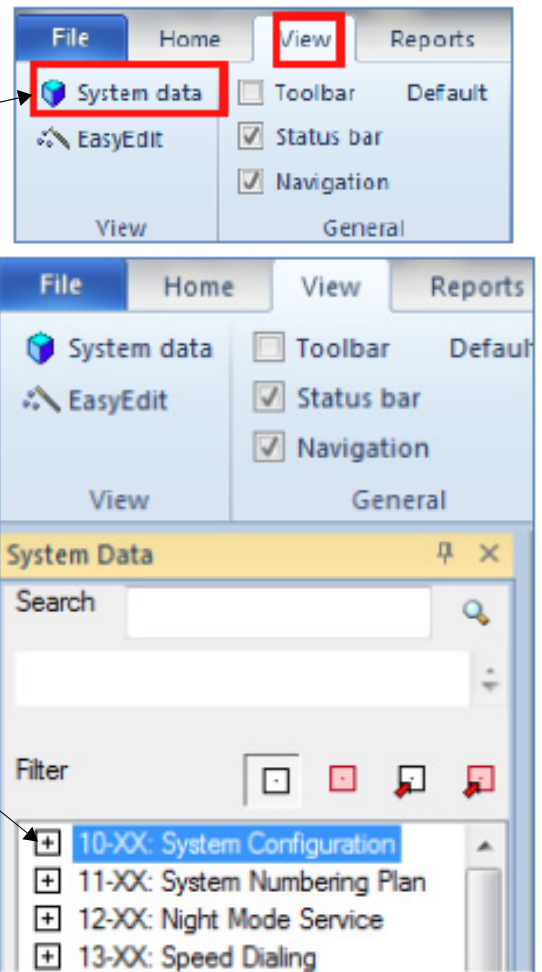 File Home View Reports
System data Toolbar Default
EasyEdit Status bar
Navigation
View General
File Home View Reports
System data Toolbar Defaul
EasyEdit Status bar
Navigation
View General
System Data
Search
Filter
10-XX: System Configuration
11-XX: System Numbering Plan
12-XX: Night Mode Service
13-XX: Speed Dialing